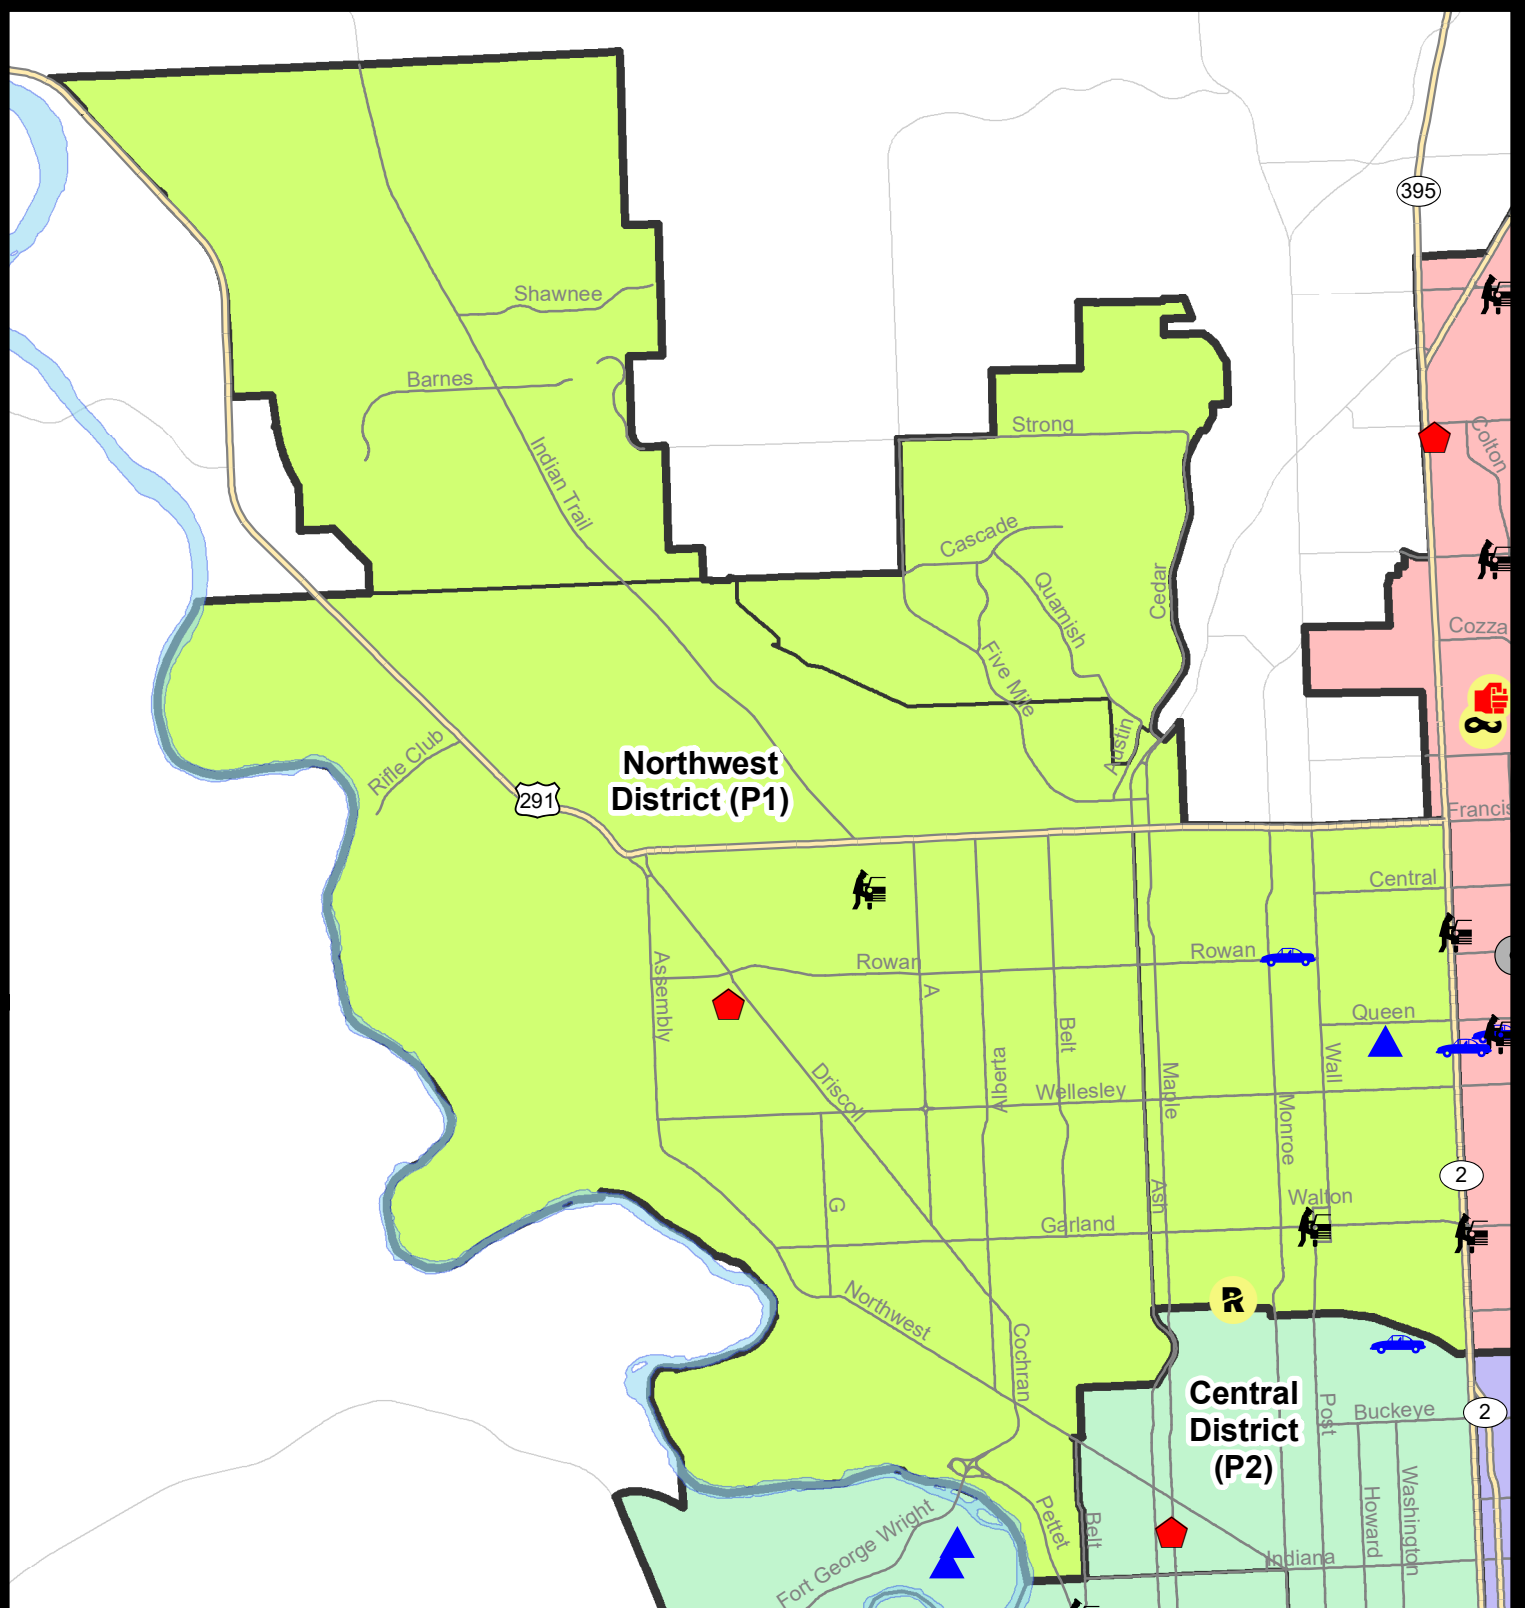 395
Shawnee
Barnes
Strong
Colton
Indian Trail
Cascade
Quamish
Cedar
Cozza
Five Mile
Austin
Rifle Club
Northwest
District (P1)
291
Francis
Central
Rowan
Rowan
Assembly
A
Queen
Belt
Wall
Alberta
Driscoll
Wellesley
Maple
Monroe
2
Ash
Walton
G
Garland
R
Northwest
Cochran
Central
District
(P2)
Post
Buckeye
2
Washington
Howard
Pettet
Belt
Fort George Wright
Indiana